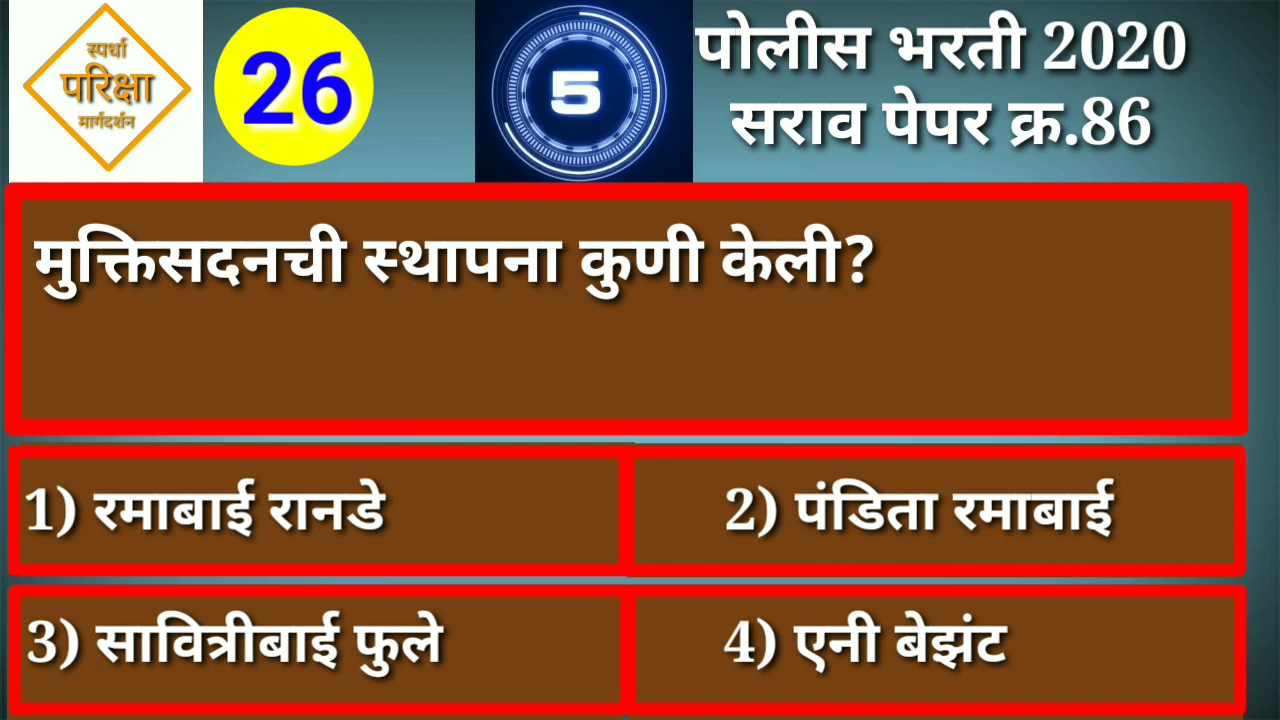 स्पर्धा
परिक्षा
मार्गदर्शन
26
5
पोलीस भरती 2020
सराव पेपर क्र.86
मुक्तिसदनची स्थापना कुणी केली?
1) रमाबाई रानडे
2) पंडिता रमाबाई
3) सावित्रीबाई फुले
4) एनी बेझंट